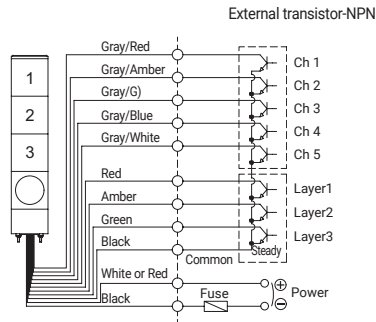 External transistor-NPN
Gray/Red
Ch 1
Gray/Amber
Ch 2
Gray/G)
Ch 3
Gray/Blue
Ch 4
Gray/White
Ch 5
1
2
3
Red
Layer1
Amber
Layer2
Green
Layer3
Black
Common
Steady
White or Red
Fuse
Power
Black